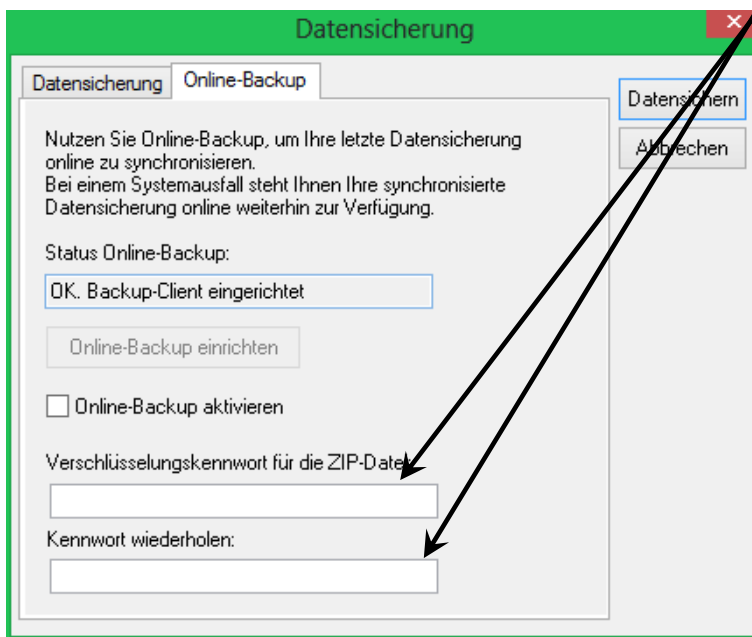 Datensicherung
Datensicherung
Online-Backup
Datensichern
Abbrechen
Nutzen Sie Online-Backup, um Ihre letzte Datensicherung
online zu synchronisieren.
Bei einem Systemausfall steht Ihnen Ihre synchronisierte
Datensicherung online weiterhin zur Verfügung.
Status Online-Backup:
OK. Backup-Client eingerichtet
Online-Backup einrichten
Online-Backup aktivieren
Verschlüsselungskennwort für die ZIP-Datei:
Kennwort wiederholen: